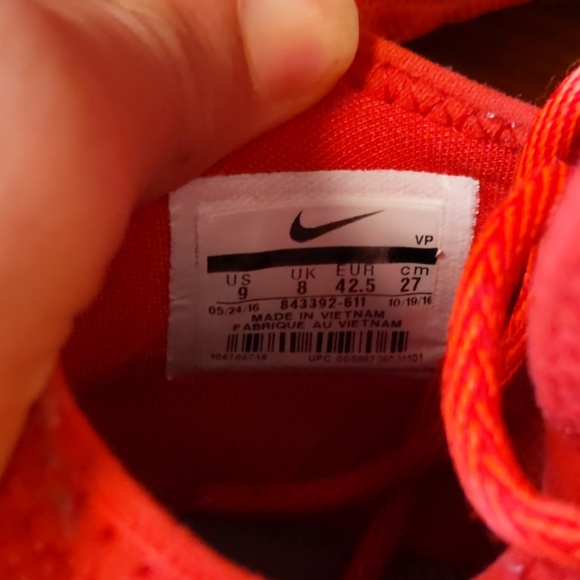 VP
US UK EUR cm
9 8 42.5 27
05.24.16 843392-611 10/19/16
MADE IN VIETNAM
FABRIQUE AU VIETNAM
UPC